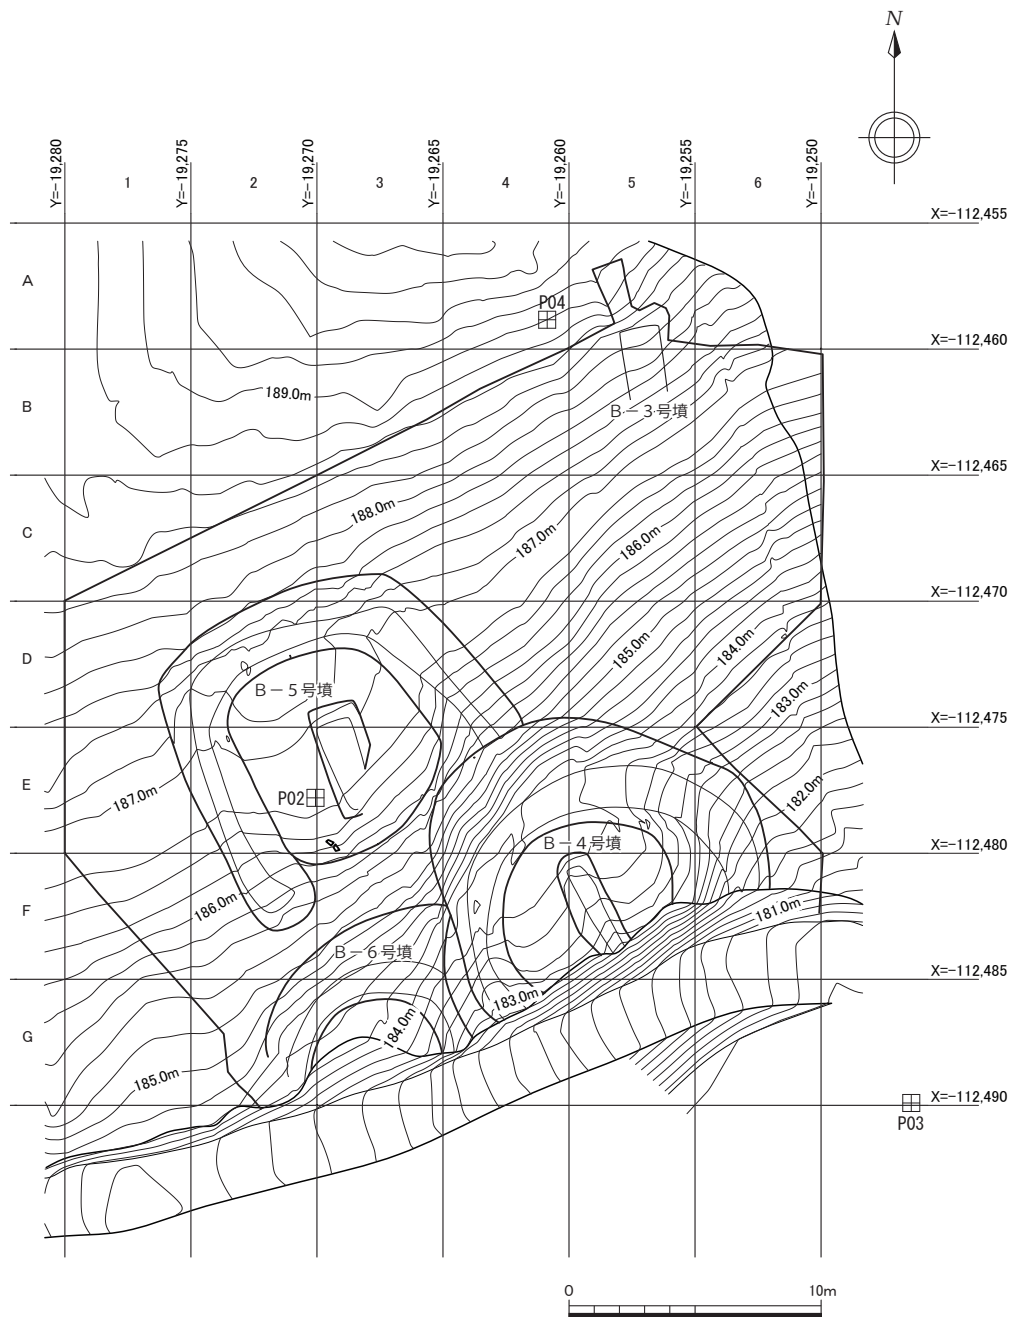 N
Y=-19,280
Y=-19,275
Y=-19,270
Y=-19,265
Y=-19,260
Y=-19,255
Y=-19,250
1
2
3
4
5
6
X=-112,455
A
P04
X=-112,460
189.0m
B
B－3号墳
X=-112,465
188.0m
C
187.0m
186.0m
X=-112,470
D
185.0m
184.0m
B－5号墳
183.0m
X=-112,475
E
187.0m
P02
182.0m
B－4号墳
X=-112,480
186.0m
F
181.0m
B－6号墳
X=-112,485
183.0m
184.0m
G
185.0m
X=-112,490
P03
0
10m